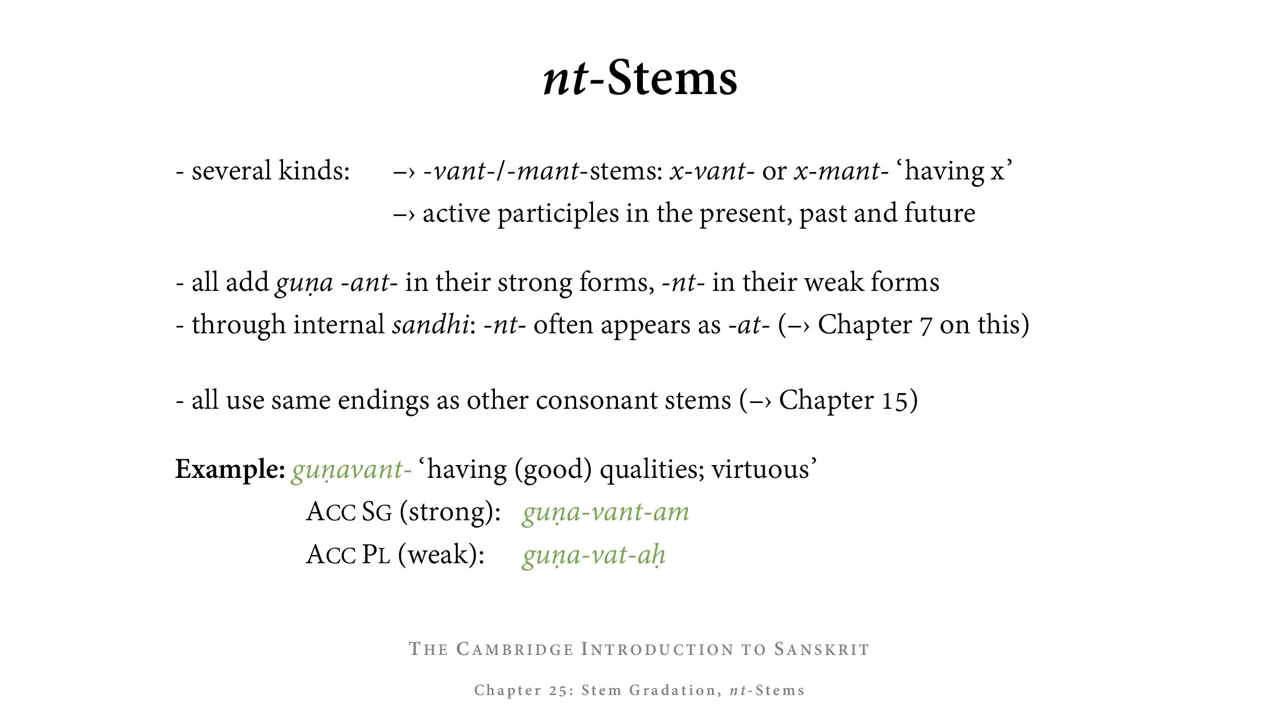 nt-Stems
- several kinds: –› -vant-/-mant-stems: x-vant- or x-mant- ‘having x’
–› active participles in the present, past and future
- all add guṇa -ant- in their strong forms, -nt- in their weak forms
- through internal sandhi: -nt- often appears as -at- (–› Chapter 7 on this)
- all use same endings as other consonant stems (–› Chapter 15)
Example: guṇavant- ‘having (good) qualities; virtuous’
Acc Sg (strong): guṇa-vant-am
Acc Pl (weak): guṇa-vat-aḥ
The Cambridge Introduction to Sanskrit
Chapter 25: Stem Gradation, nt-Stems